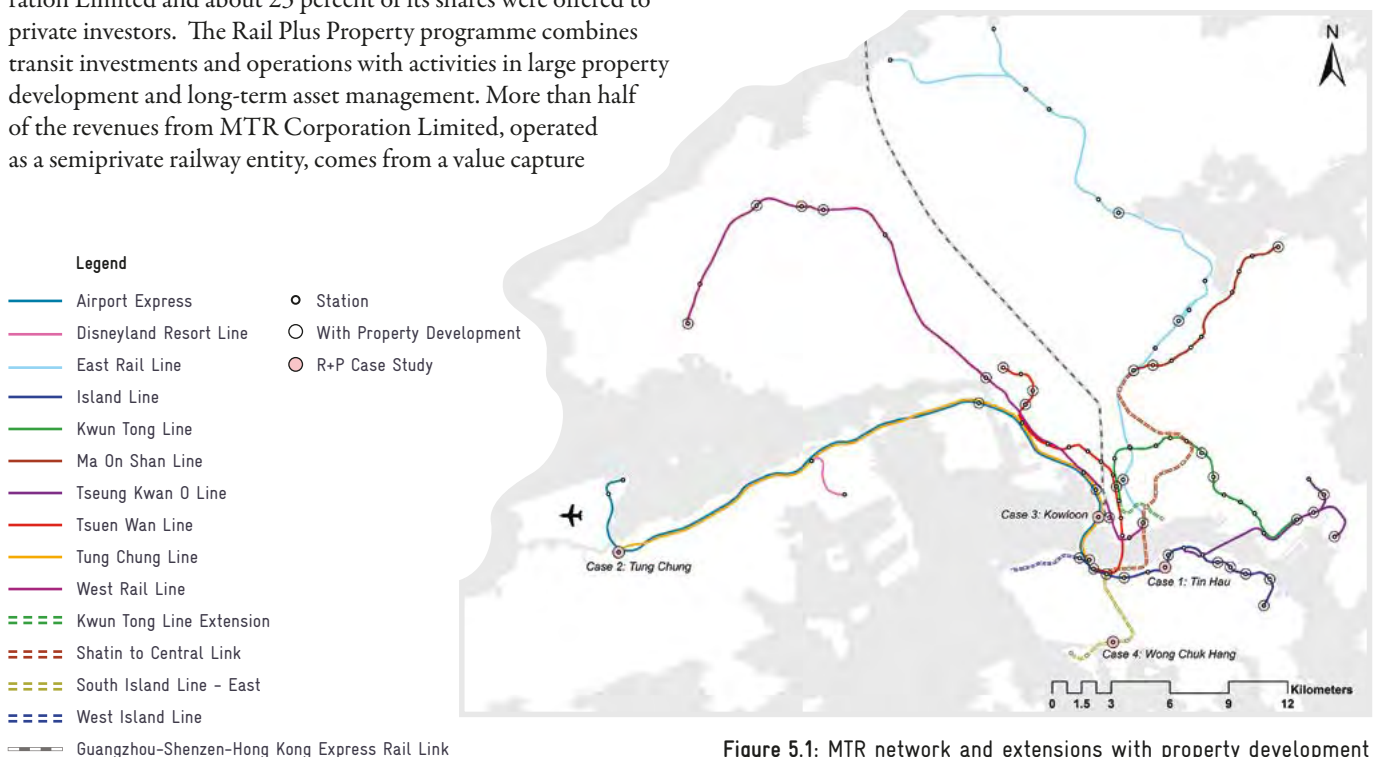 ration Limited and about 23 percent of its shares were offered to
private investors. The Rail Plus Property programme combines
transit investments and operations with activities in large property
development and long-term asset management. More than half
of the revenues from MTR Corporation Limited, operated
as a semiprivate railway entity, comes from a value capture
Legend
Airport Express
Disneyland Resort Line
East Rail Line
Island Line
Kwun Tong Line
Ma On Shan Line
Tseung Kwan O Line
Tsuen Wan Line
Tung Chung Line
West Rail Line
Kwun Tong Line Extension
Shatin to Central Link
South Island Line - East
West Island Line
Guangzhou-Shenzen-Hong Kong Express Rail Link
Station
With Property Development
R+P Case Study
N
Case 3: Kowloon
Case 2: Tung Chung
Case 1: Tin Hau
Case 4: Wong Chuk Hang
Kilometers
0 1.5 3 6 9 12
Figure 5.1: MTR network and extensions with property development